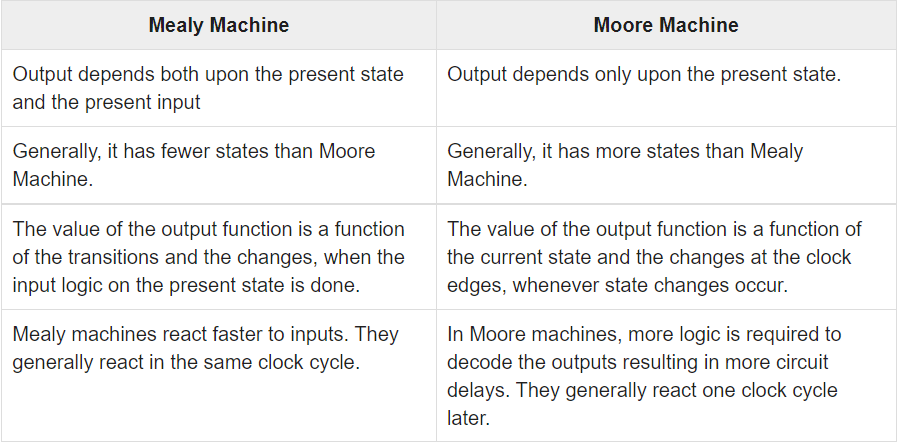 Mealy Machine
Moore Machine
Output depends both upon the present state
and the present input
Output depends only upon the present state.
Generally, it has fewer states than Moore
Machine.
Generally, it has more states than Mealy
Machine.
The value of the output function is a function
of the transitions and the changes, when the
input logic on the present state is done.
The value of the output function is a function of
the current state and the changes at the clock
edges, whenever state changes occur.
Mealy machines react faster to inputs. They
generally react in the same clock cycle.
In Moore machines, more logic is required to
decode the outputs resulting in more circuit
delays. They generally react one clock cycle
later.